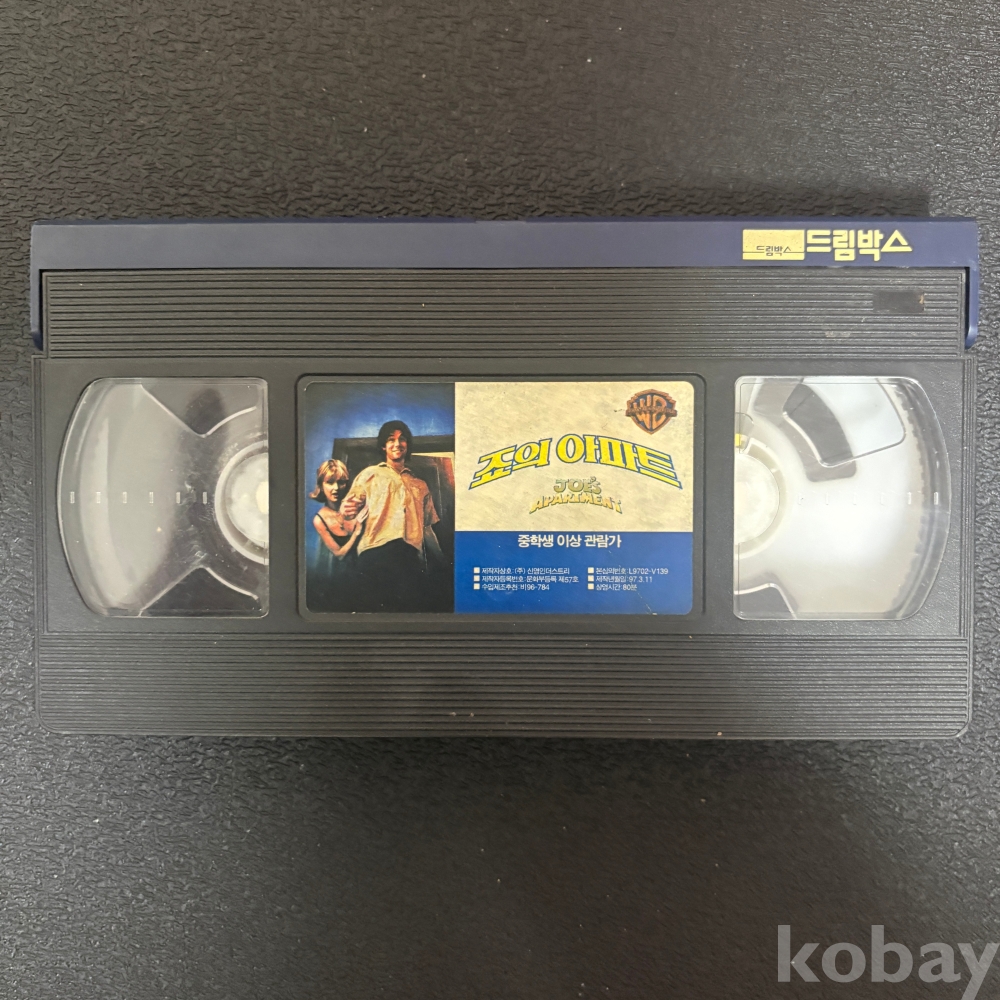 드림박스 드림박스
WB
죠의 아파트
JOE'S
APARTMENT
중학생 이상 관람가
■ 제작자상호: (주) 신영인더스트리 ■ 본심의번호: L9702-V139
■ 제작자등록번호: 문화부등록 제57호 ■ 제작년월일: 97.3.11
■ 수입제조추천: 비96-784 ■ 상영시간: 80분
kobay